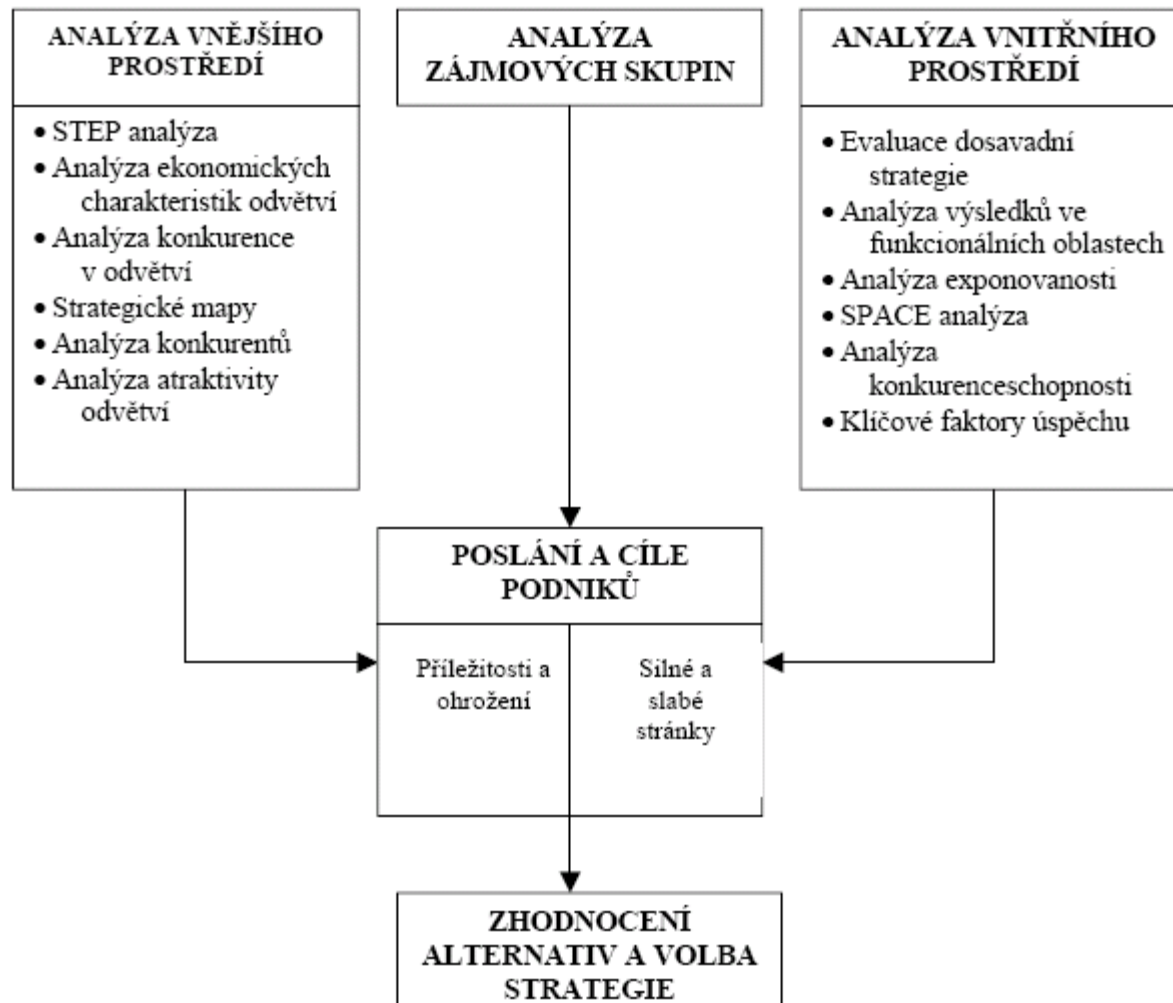 ANALÝZA VNĚJŠÍHO
PROSTŘEDÍ
• STEP analýza
• Analýza ekonomických
charakteristik odvětví
• Analýza konkurence
v odvětví
• Strategické mapy
• Analýza konkurentů
• Analýza atraktivity
odvětví
ANALÝZA
ZÁJMOVÝCH SKUPIN
ANALÝZA VNITŘNÍHO
PROSTŘEDÍ
• Evaluace dosavadní
strategie
• Analýza výsledků ve
funkcionálních oblastech
• Analýza exponovanosti
• SPACE analýza
• Analýza
konkurenceschopnosti
• Klíčové faktory úspěchu
POSLÁNÍ A CÍLE
PODNIKŮ
Příležitosti a
ohrožení
Silné a
slabé
stránky
ZHODNOCENÍ
ALTERNATIV A VOLBA
STRATEGIE